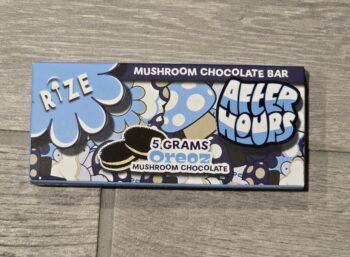 RIZE
MUSHROOM CHOCOLATE BAR
AFTER
HOURS
5 GRAMS
Oreoz
MUSHROOM CHOCOLATE